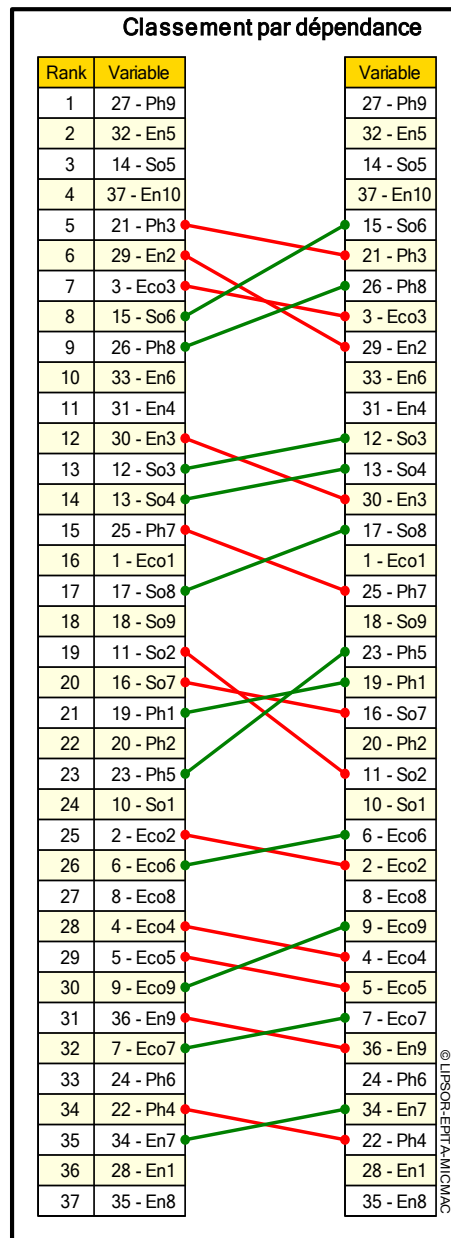 Classement par dépendance
Rank Variable Variable
1 27 - Ph9 27 - Ph9
2 32 - En5 32 - En5
3 14 - So5 14 - So5
4 37 - En10 37 - En10
5 21 - Ph3 15 - So6
6 29 - En2 21 - Ph3
7 3 - Eco3 26 - Ph8
8 15 - So6 3 - Eco3
9 26 - Ph8 29 - En2
10 33 - En6 33 - En6
11 31 - En4 31 - En4
12 30 - En3 12 - So3
13 12 - So3 13 - So4
14 13 - So4 30 - En3
15 25 - Ph7 17 - So8
16 1 - Eco1 1 - Eco1
17 17 - So8 25 - Ph7
18 18 - So9 18 - So9
19 11 - So2 23 - Ph5
20 16 - So7 19 - Ph1
21 19 - Ph1 16 - So7
22 20 - Ph2 20 - Ph2
23 23 - Ph5 11 - So2
24 10 - So1 10 - So1
25 2 - Eco2 6 - Eco6
26 6 - Eco6 2 - Eco2
27 8 - Eco8 8 - Eco8
28 4 - Eco4 9 - Eco9
29 5 - Eco5 4 - Eco4
30 9 - Eco9 5 - Eco5
31 36 - En9 7 - Eco7
32 7 - Eco7 36 - En9
33 24 - Ph6 24 - Ph6
34 22 - Ph4 34 - En7
35 34 - En7 22 - Ph4
36 28 - En1 28 - En1
37 35 - En8 35 - En8
© LIPSOR-EPITA-MICMAC